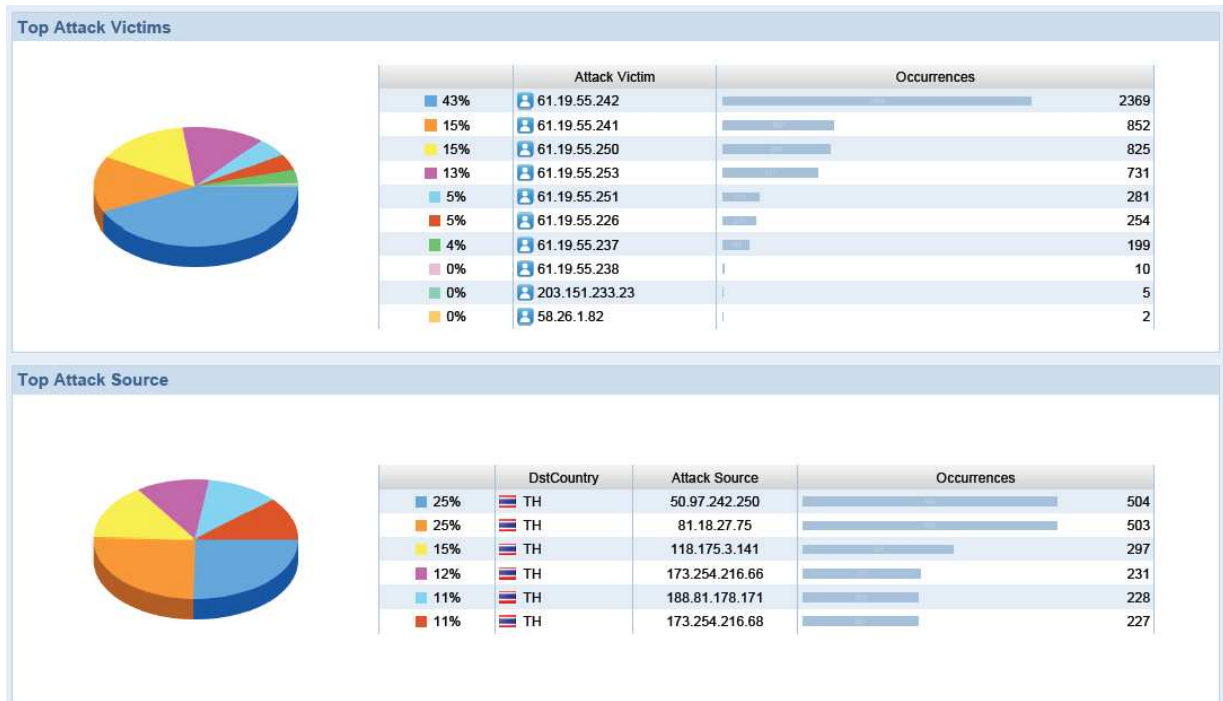 Top Attack Victims
Attack Victim Occurrences
43% 61.19.55.242 2369
15% 61.19.55.241 852
15% 61.19.55.250 825
13% 61.19.55.253 731
5% 61.19.55.251 281
5% 61.19.55.226 254
4% 61.19.55.237 199
0% 61.19.55.238 10
0% 203.151.233.23 5
0% 58.26.1.82 2
Top Attack Source
DstCountry Attack Source Occurrences
25% TH 50.97.242.250 504
25% TH 81.18.27.75 503
15% TH 118.175.3.141 297
12% TH 173.254.216.66 231
11% TH 188.81.178.171 228
11% TH 173.254.216.68 227